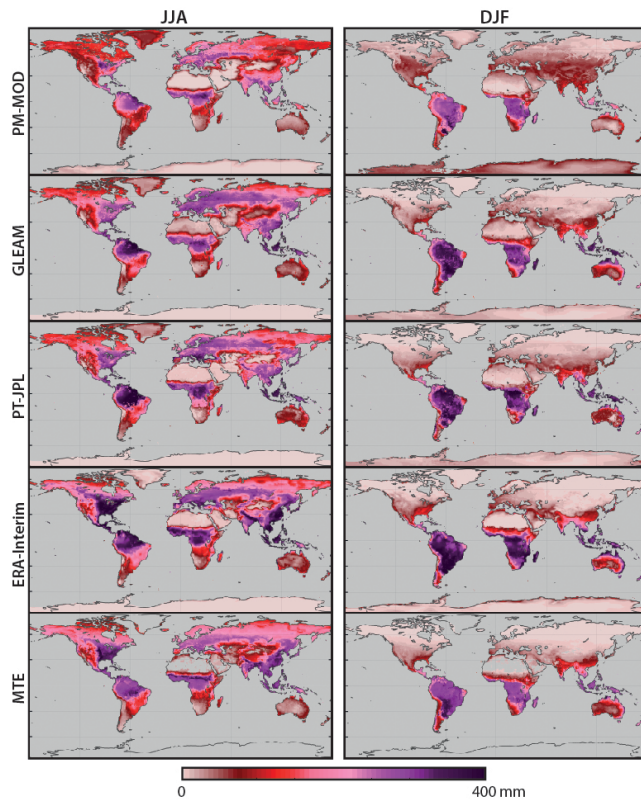 JJA DJF
PM-MOD
GLEAM
PT-JPL
ERA-Interim
MTE
0 400 mm